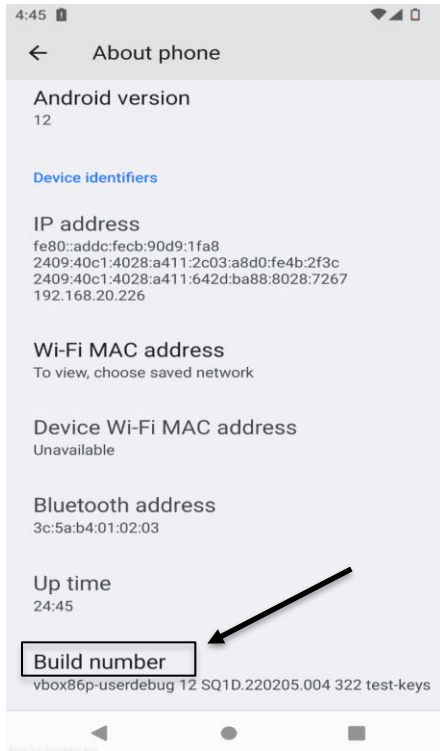 4:45
About phone
Android version
12
Device identifiers
IP address
fe80::addc:fecb:90d9:1fa8
2409:40c1:4028:a411:2c03:a8d0:fe4b:2f3c
2409:40c1:4028:a411:642d:ba88:8028:7267
192.168.20.226
Wi-Fi MAC address
To view, choose saved network
Device Wi-Fi MAC address
Unavailable
Bluetooth address
3c:5a:b4:01:02:03
Up time
24:45
Build number
vbox86p-userdebug 12 SQ1D.220205.004 322 test-keys